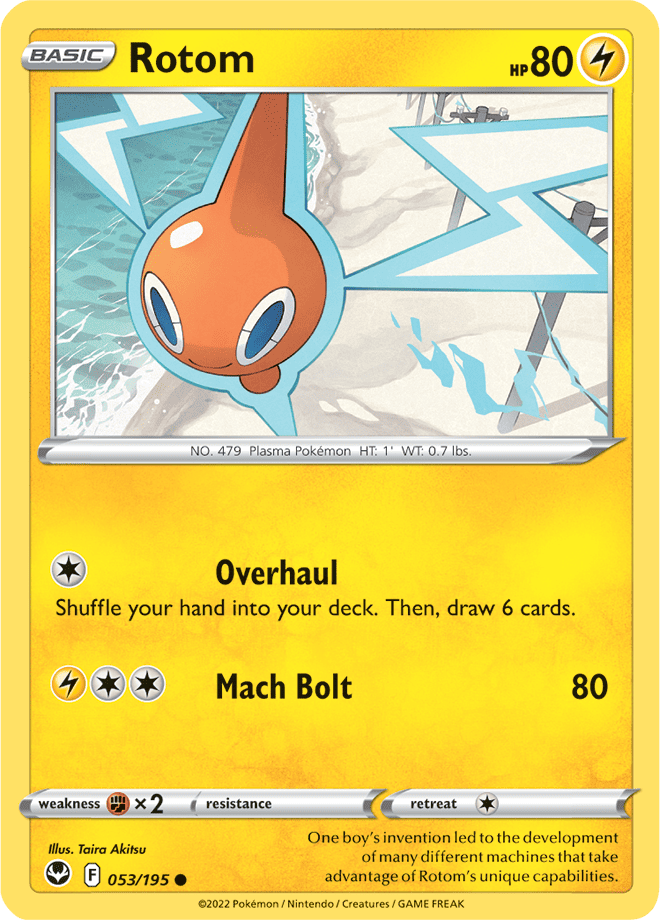 BASIC Rotom HP 80
NO. 479 Plasma Pokémon HT: 1' WT: 0.7 lbs.
Overhaul
Shuffle your hand into your deck. Then, draw 6 cards.
Mach Bolt 80
weakness ×2 resistance retreat
Illus. Taira Akitsu
F 053/195
One boy's invention led to the development
of many different machines that take
advantage of Rotom's unique capabilities.
©2022 Pokémon / Nintendo / Creatures / GAME FREAK